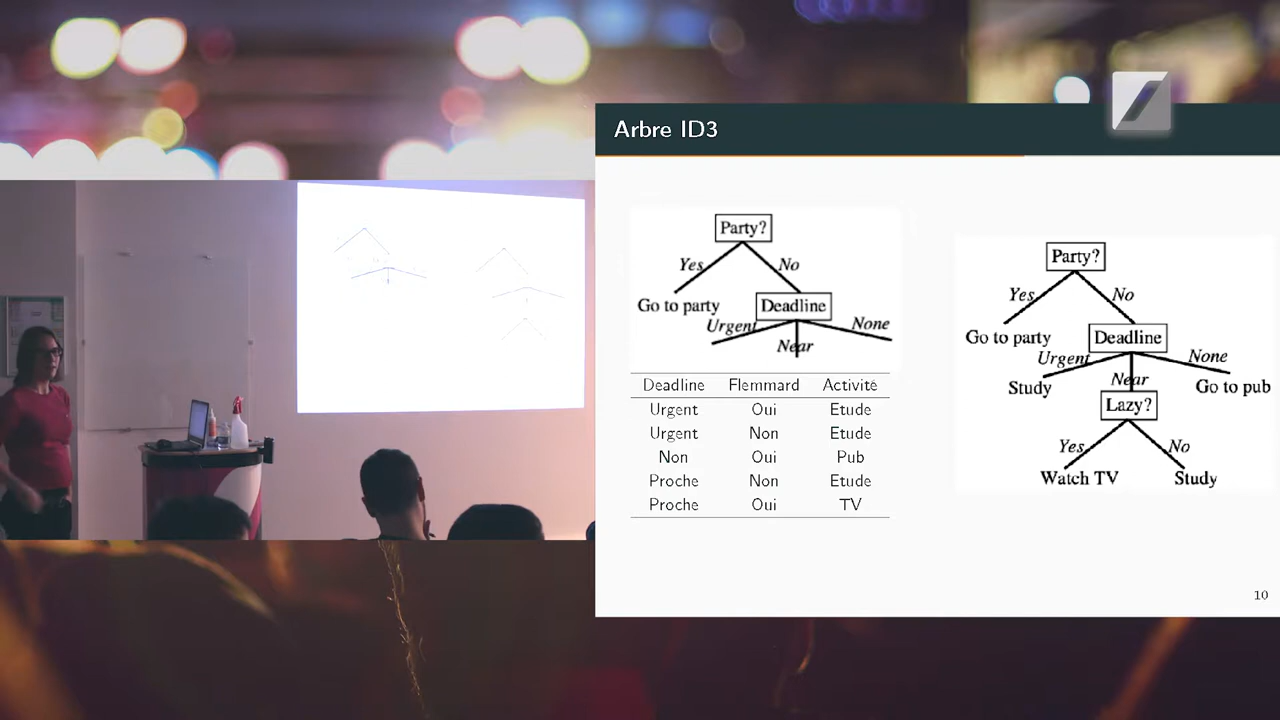 Arbre ID3
Party?
Yes No
Go to party Deadline
Urgent Near None
Deadline Flemmard Activité
Urgent Oui Etude
Urgent Non Etude
Non Oui Pub
Proche Non Etude
Proche Oui TV
Party?
Yes No
Go to party Deadline
Urgent Near None
Study Lazy? Go to pub
Yes No
Watch TV Study
10